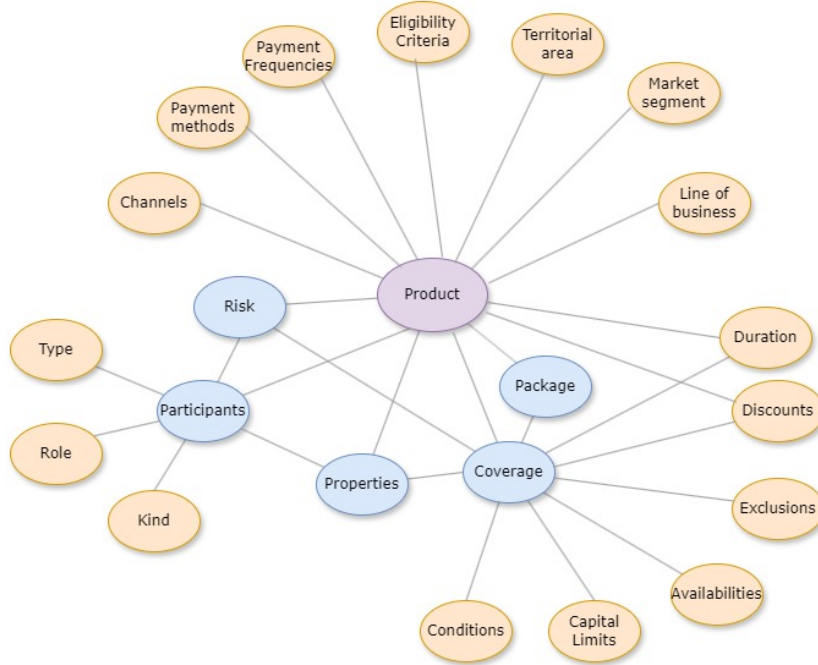 Eligibility
Criteria
Territorial
area
Payment
Frequencies
Market
segment
Payment
methods
Channels
Line of
business
Product
Risk
Duration
Type
Package
Participants
Discounts
Role
Coverage
Properties
Exclusions
Kind
Availabilities
Conditions
Capital
Limits